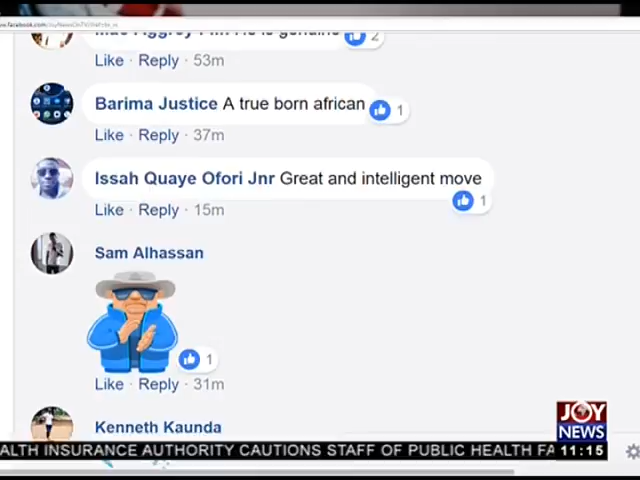 Like · Reply · 53m
Barima Justice A true born african
1
Like · Reply · 37m
Issah Quaye Ofori Jnr Great and intelligent move
1
Like · Reply · 15m
Sam Alhassan
1
Like · Reply · 31m
Kenneth Kaunda
JOY
NEWS
ALTH INSURANCE AUTHORITY CAUTIONS STAFF OF PUBLIC HEALTH FA
11:15